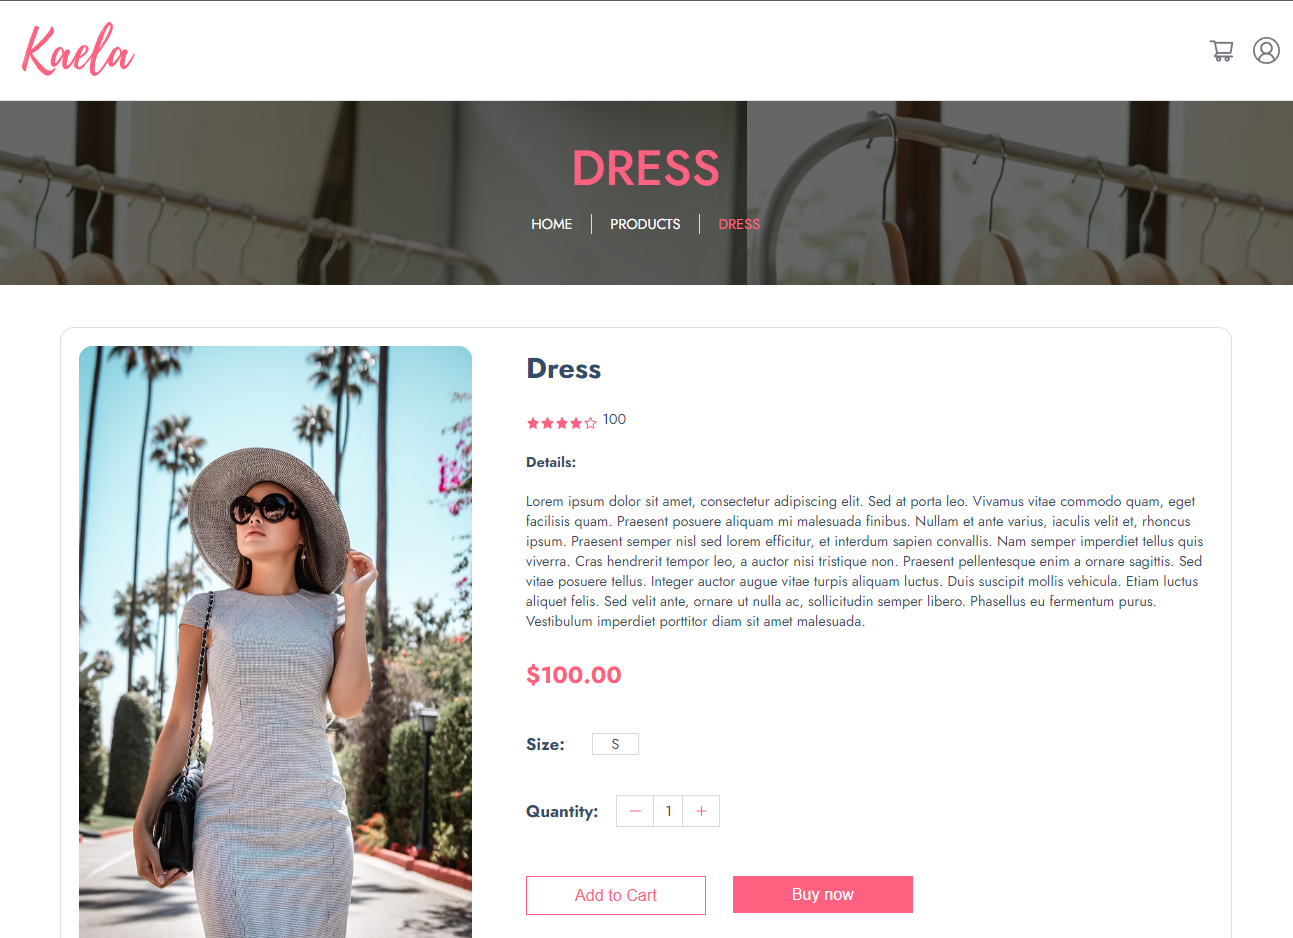 Kaela
DRESS
HOME
PRODUCTS
DRESS
Dress
100
Details:
Lorem ipsum dolor sit amet, consectetur adipiscing elit. Sed at porta leo. Vivamus vitae commodo quam, eget
facilisis quam. Praesent posuere aliquam mi malesuada finibus. Nullam et ante varius, iaculis velit et, rhoncus
ipsum. Praesent semper nisl sed lorem efficitur, et interdum sapien convallis. Nam semper imperdiet tellus quis
viverra. Cras hendrerit tempor leo, a auctor nisi tristique non. Praesent pellentesque enim a ornare sagittis. Sed
vitae posuere tellus. Integer auctor augue vitae turpis aliquam luctus. Duis suscipit mollis vehicula. Etiam luctus
aliquet felis. Sed velit ante, ornare ut nulla ac, sollicitudin semper libero. Phasellus eu fermentum purus.
Vestibulum imperdiet porttitor diam sit amet malesuada.
$100.00
Size:
S
Quantity:
− 1 +
Add to Cart
Buy now